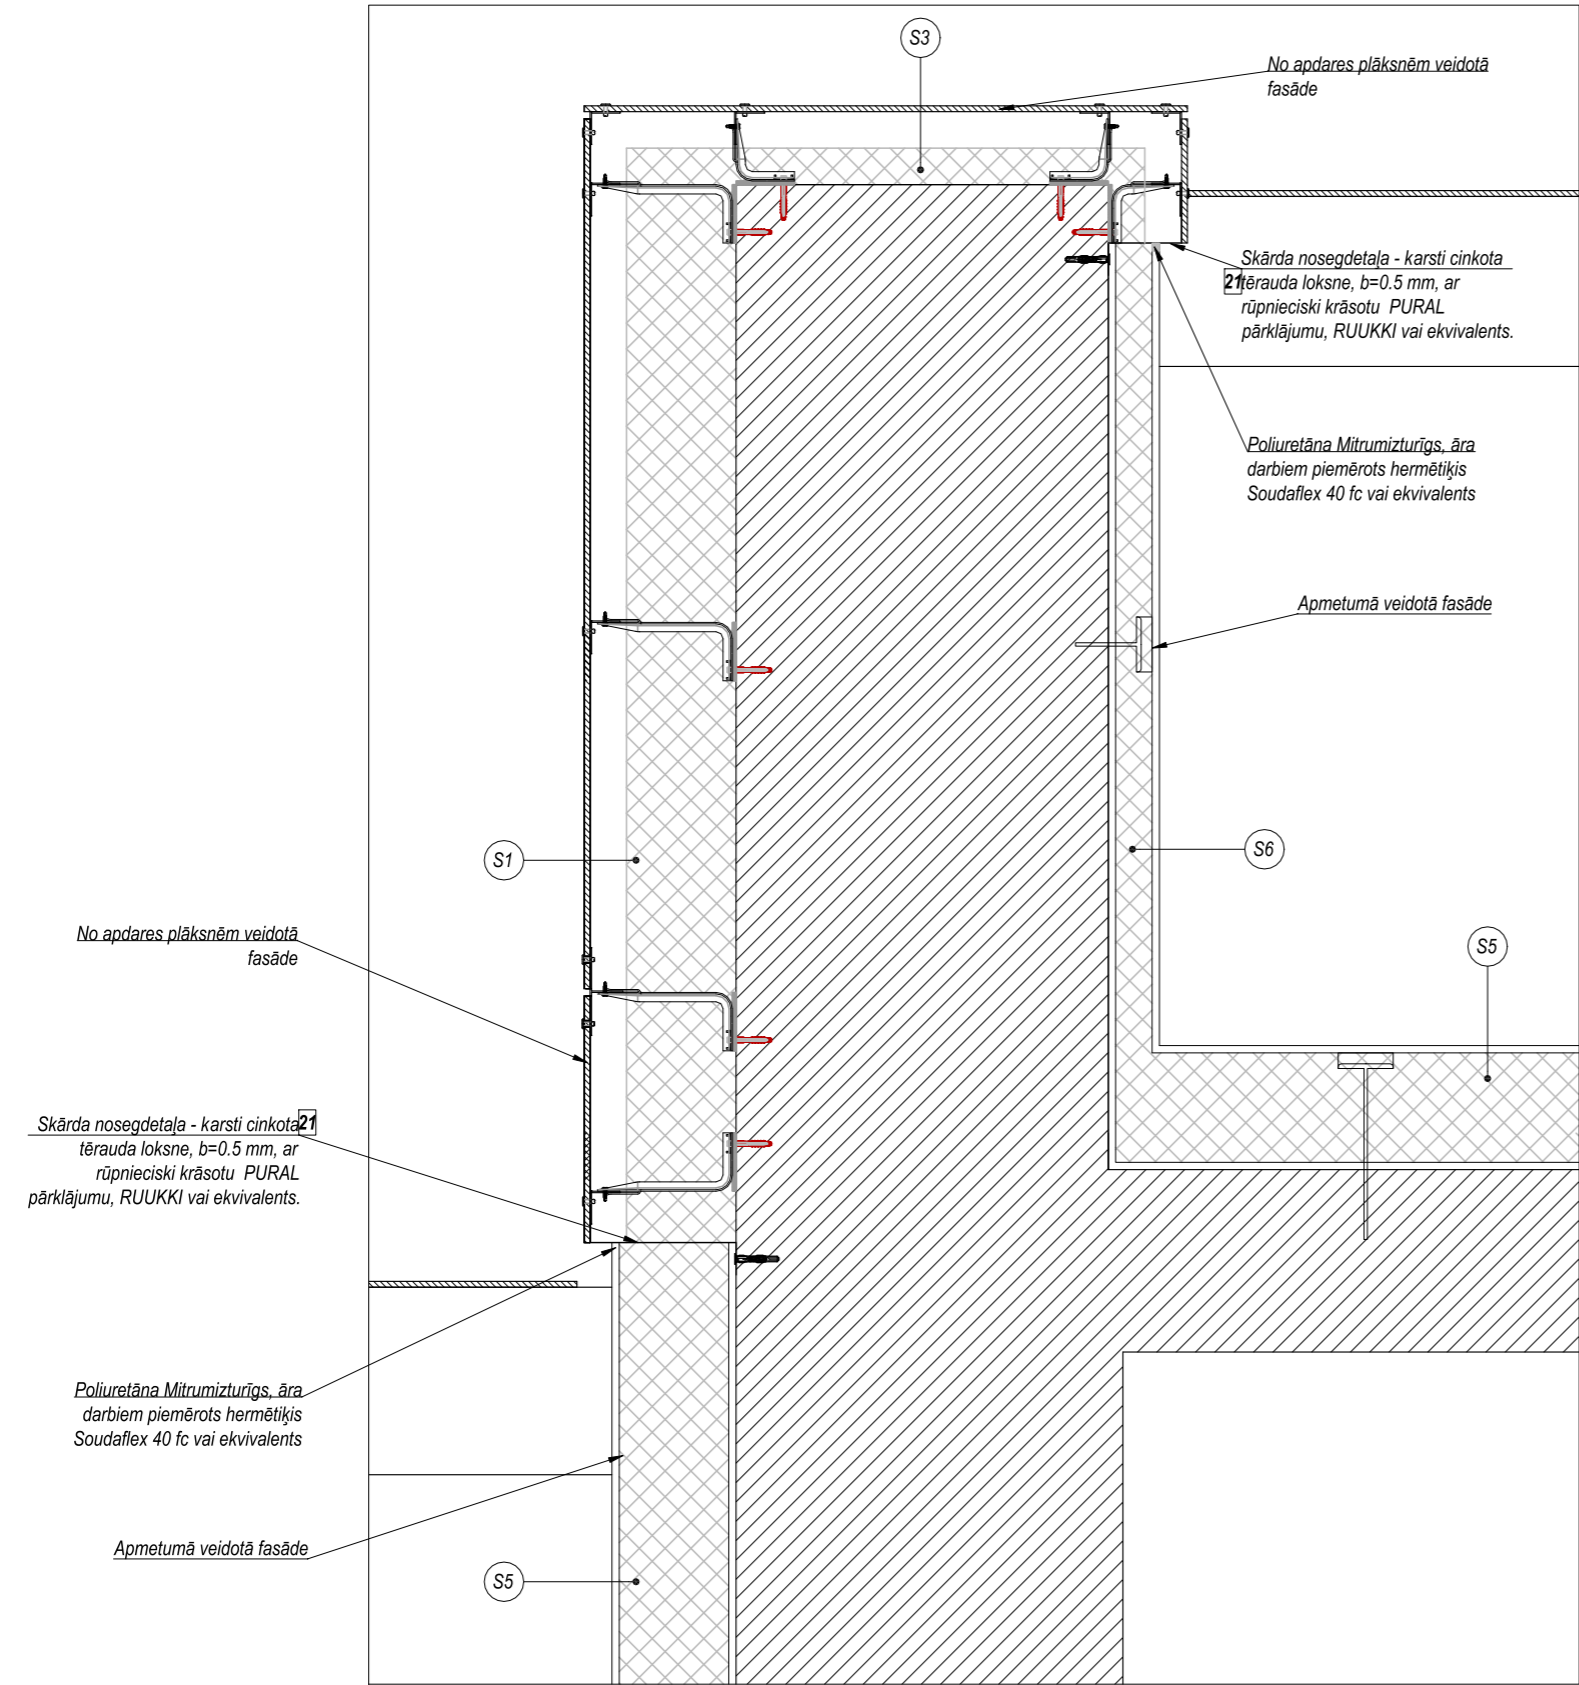 S3
No apdares plāksnēm veidotā
fasāde
Skārda nosegdetaļa - karsti cinkota
21
tērauda loksne, b=0.5 mm, ar
rūpnieciski krāsotu PURAL
pārklājumu, RUUKKI vai ekvivalents.
Poliuretāna Mitrumizturīgs, āra
darbiem piemērots hermētiķis
Soudaflex 40 fc vai ekvivalents
Apmetumā veidotā fasāde
S1
S6
No apdares plāksnēm veidotā
fasāde
S5
Skārda nosegdetaļa - karsti cinkota
21
tērauda loksne, b=0.5 mm, ar
rūpnieciski krāsotu PURAL
pārklājumu, RUUKKI vai ekvivalents.
Poliuretāna Mitrumizturīgs, āra
darbiem piemērots hermētiķis
Soudaflex 40 fc vai ekvivalents
Apmetumā veidotā fasāde
S5